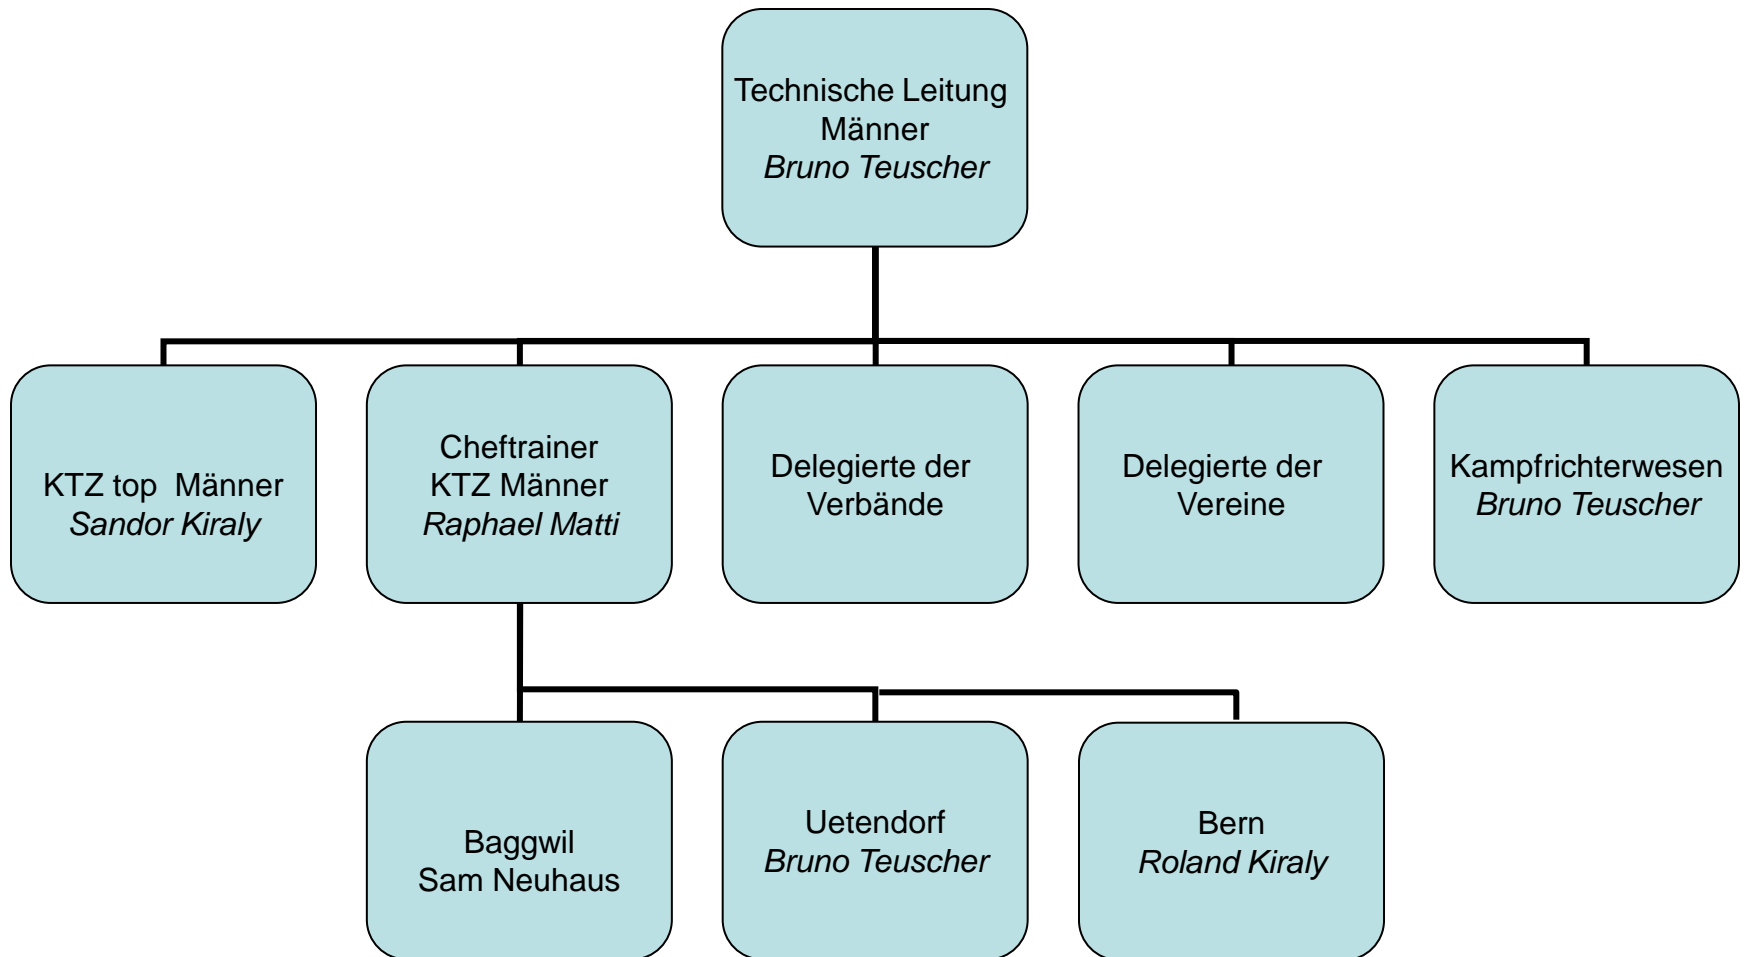 Technische Leitung
Männer
Bruno Teuscher
KTZ top  Männer
Sandor Kiraly
Cheftrainer
KTZ Männer
Raphael Matti
Delegierte der
Verbände
Delegierte der
Vereine
Kampfrichterwesen
Bruno Teuscher
Baggwil
Sam Neuhaus
Uetendorf
Bruno Teuscher
Bern
Roland Kiraly